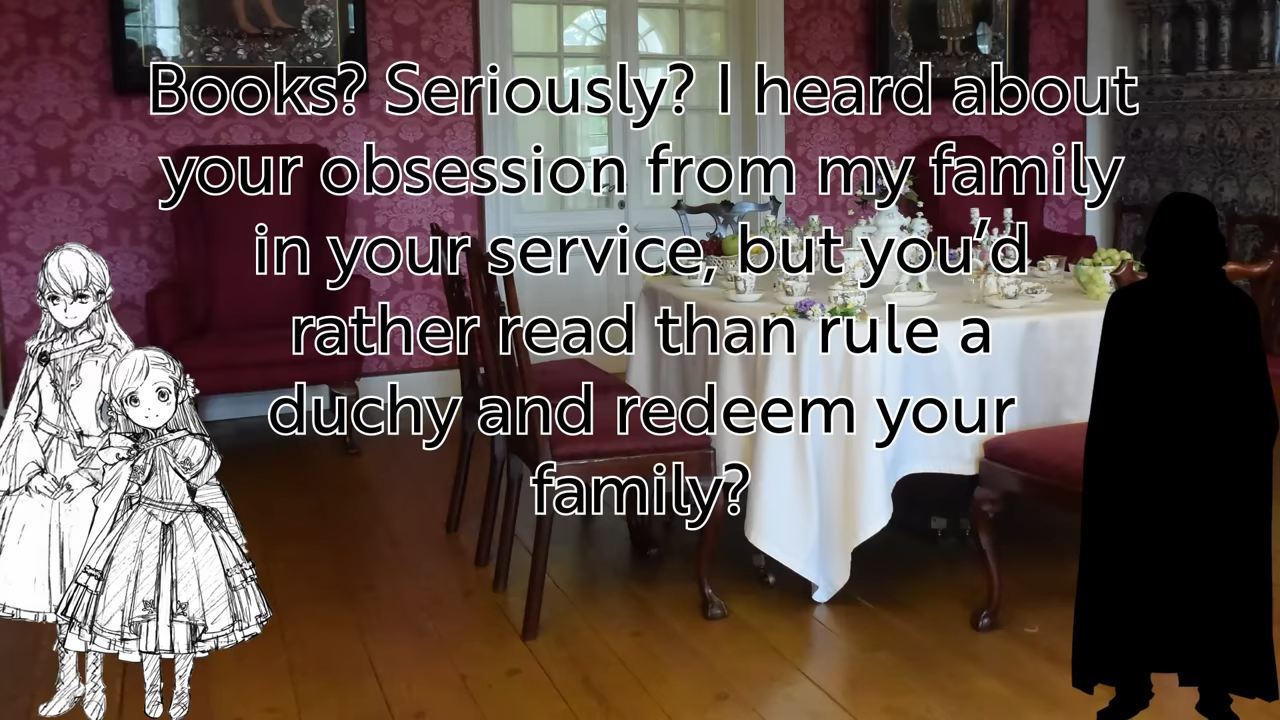 Books? Seriously? I heard about
your obsession from my family
in your service, but you’d
rather read than rule a
duchy and redeem your
family?